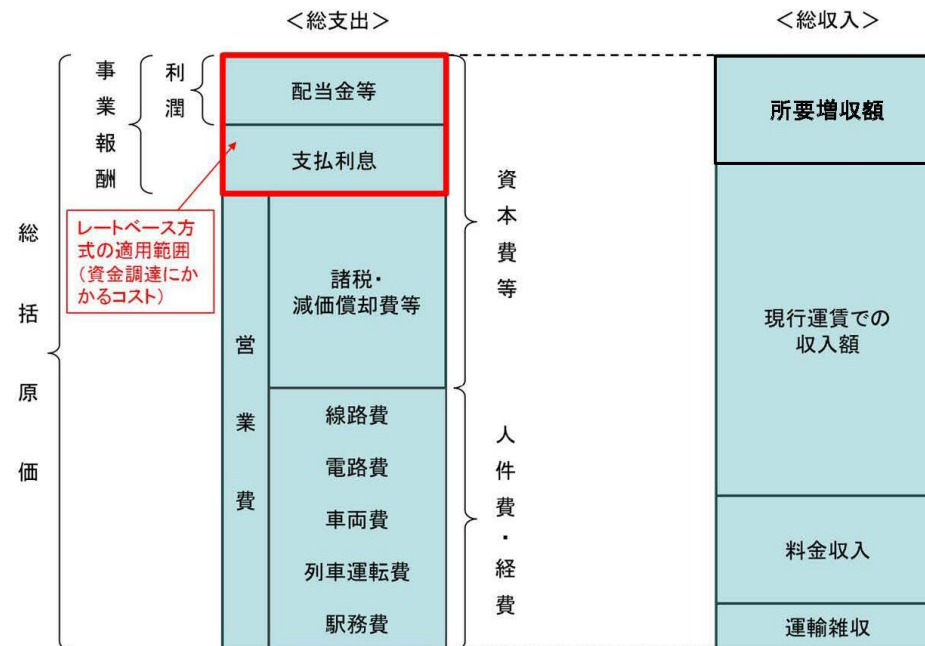 ＜総支出＞
＜総収入＞
総括原価
事業報酬
利潤
配当金等
支払利息
レートベース方
式の適用範囲
（資金調達にか
かるコスト）
営業費
諸税・
減価償却費等
線路費
電路費
車両費
列車運転費
駅務費
資本費等
人件費・経費
所要増収額
現行運賃での
収入額
料金収入
運輸雑収